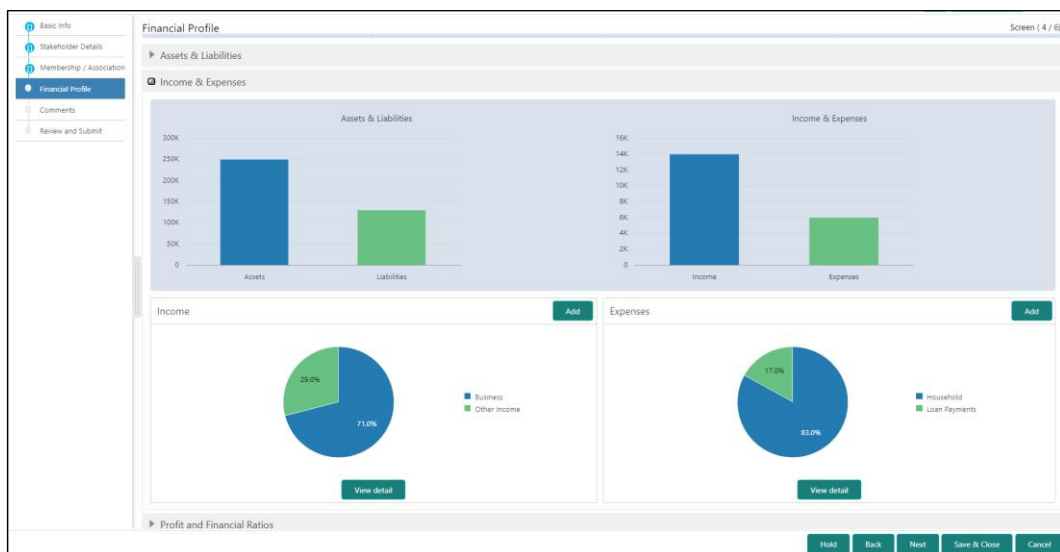 Basic Info
Stakeholder Details
Membership / Association
Financial Profile
Comments
Review and Submit
Financial Profile
Screen ( 4 / 6)
Assets & Liabilities
Income & Expenses
Assets & Liabilities
300K
250K
200K
150K
100K
50K
0
Assets
Liabilities
Income & Expenses
16K
14K
12K
10K
8K
6K
4K
2K
0
Income
Expenses
Income
Add
29.0%
71.0%
Business
Other Income
View detail
Expenses
Add
17.0%
83.0%
Household
Loan Payments
View detail
Profit and Financial Ratios
Hold
Back
Next
Save & Close
Cancel